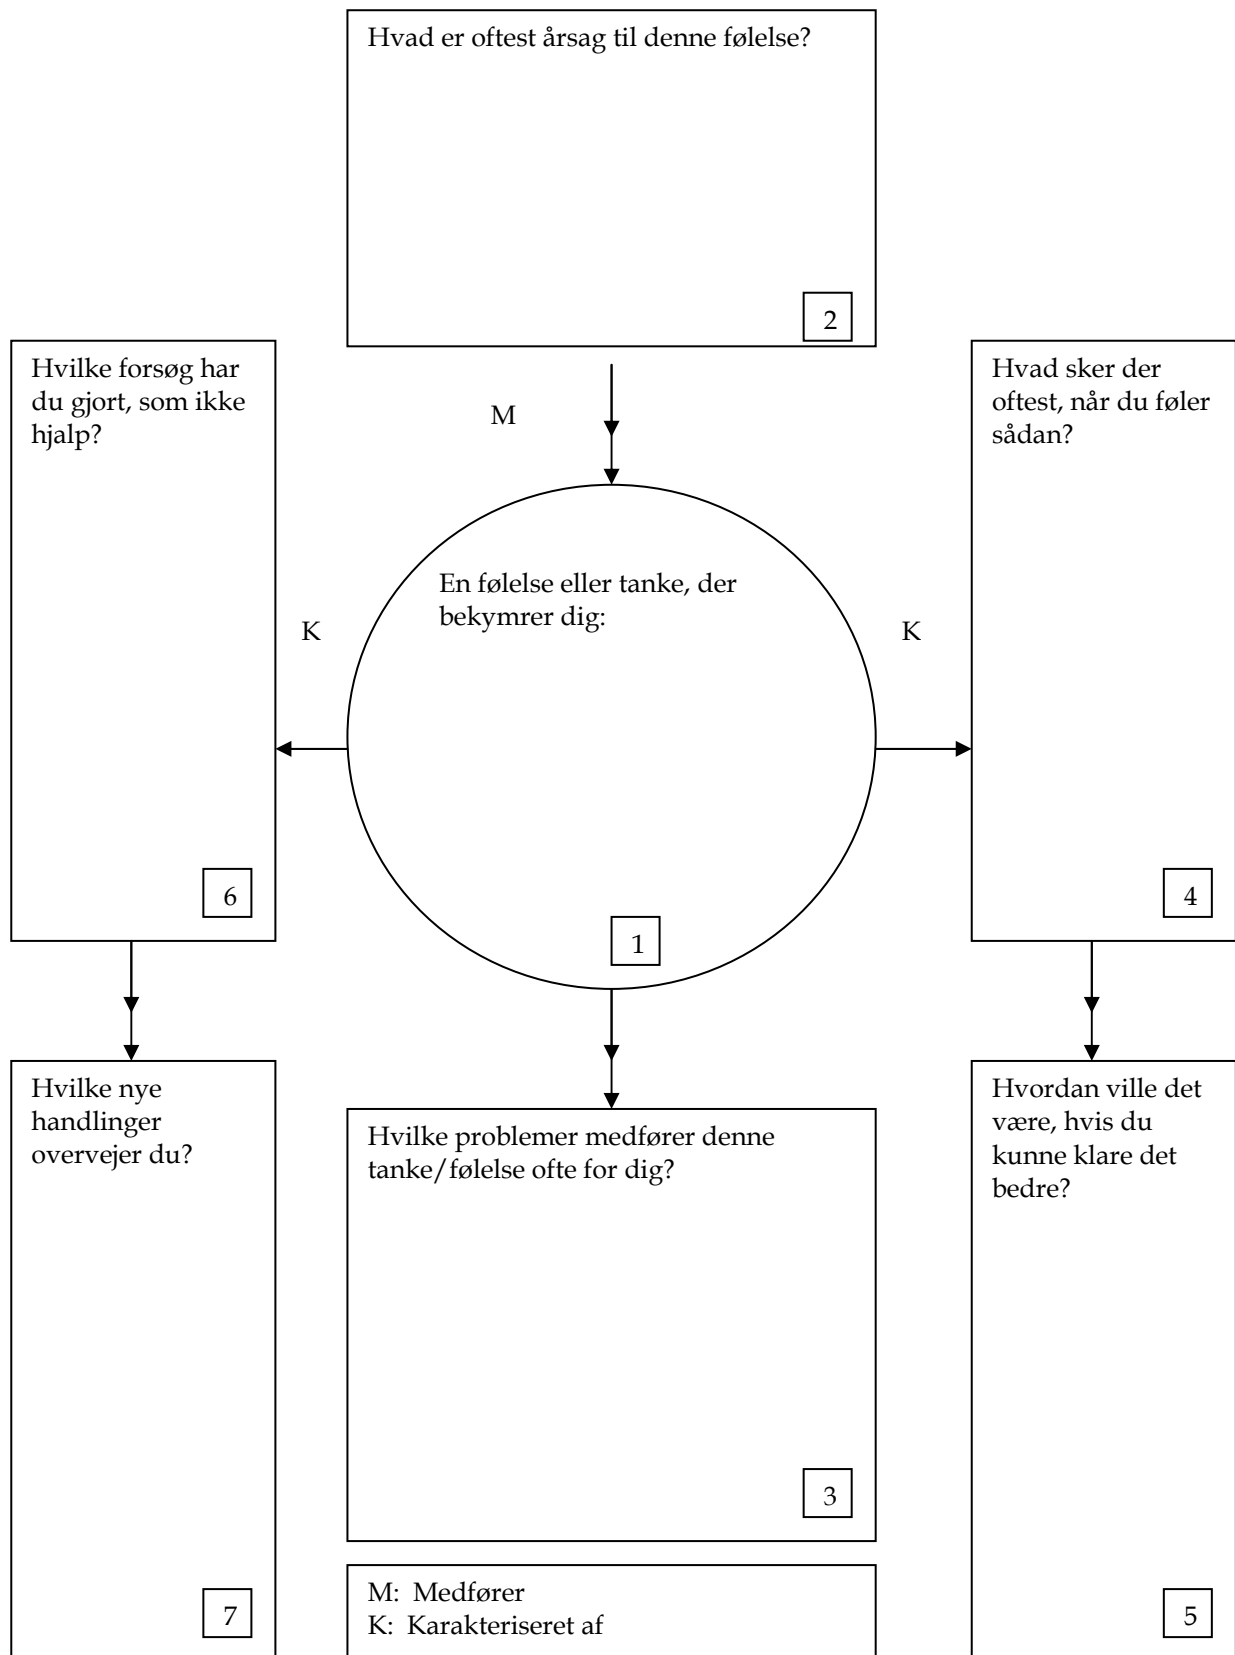 Hvad er oftest årsag til denne følelse?
2
Hvilke forsøg har
du gjort, som ikke
hjalp?
6
M
Hvad sker der
oftest, når du føler
sådan?
4
K
En følelse eller tanke, der
bekymrer dig:
1
K
Hvilke nye
handlinger
overvejer du?
7
Hvilke problemer medfører denne
tanke/følelse ofte for dig?
3
Hvordan ville det
være, hvis du
kunne klare det
bedre?
5
M: Medfører
K: Karakteriseret af